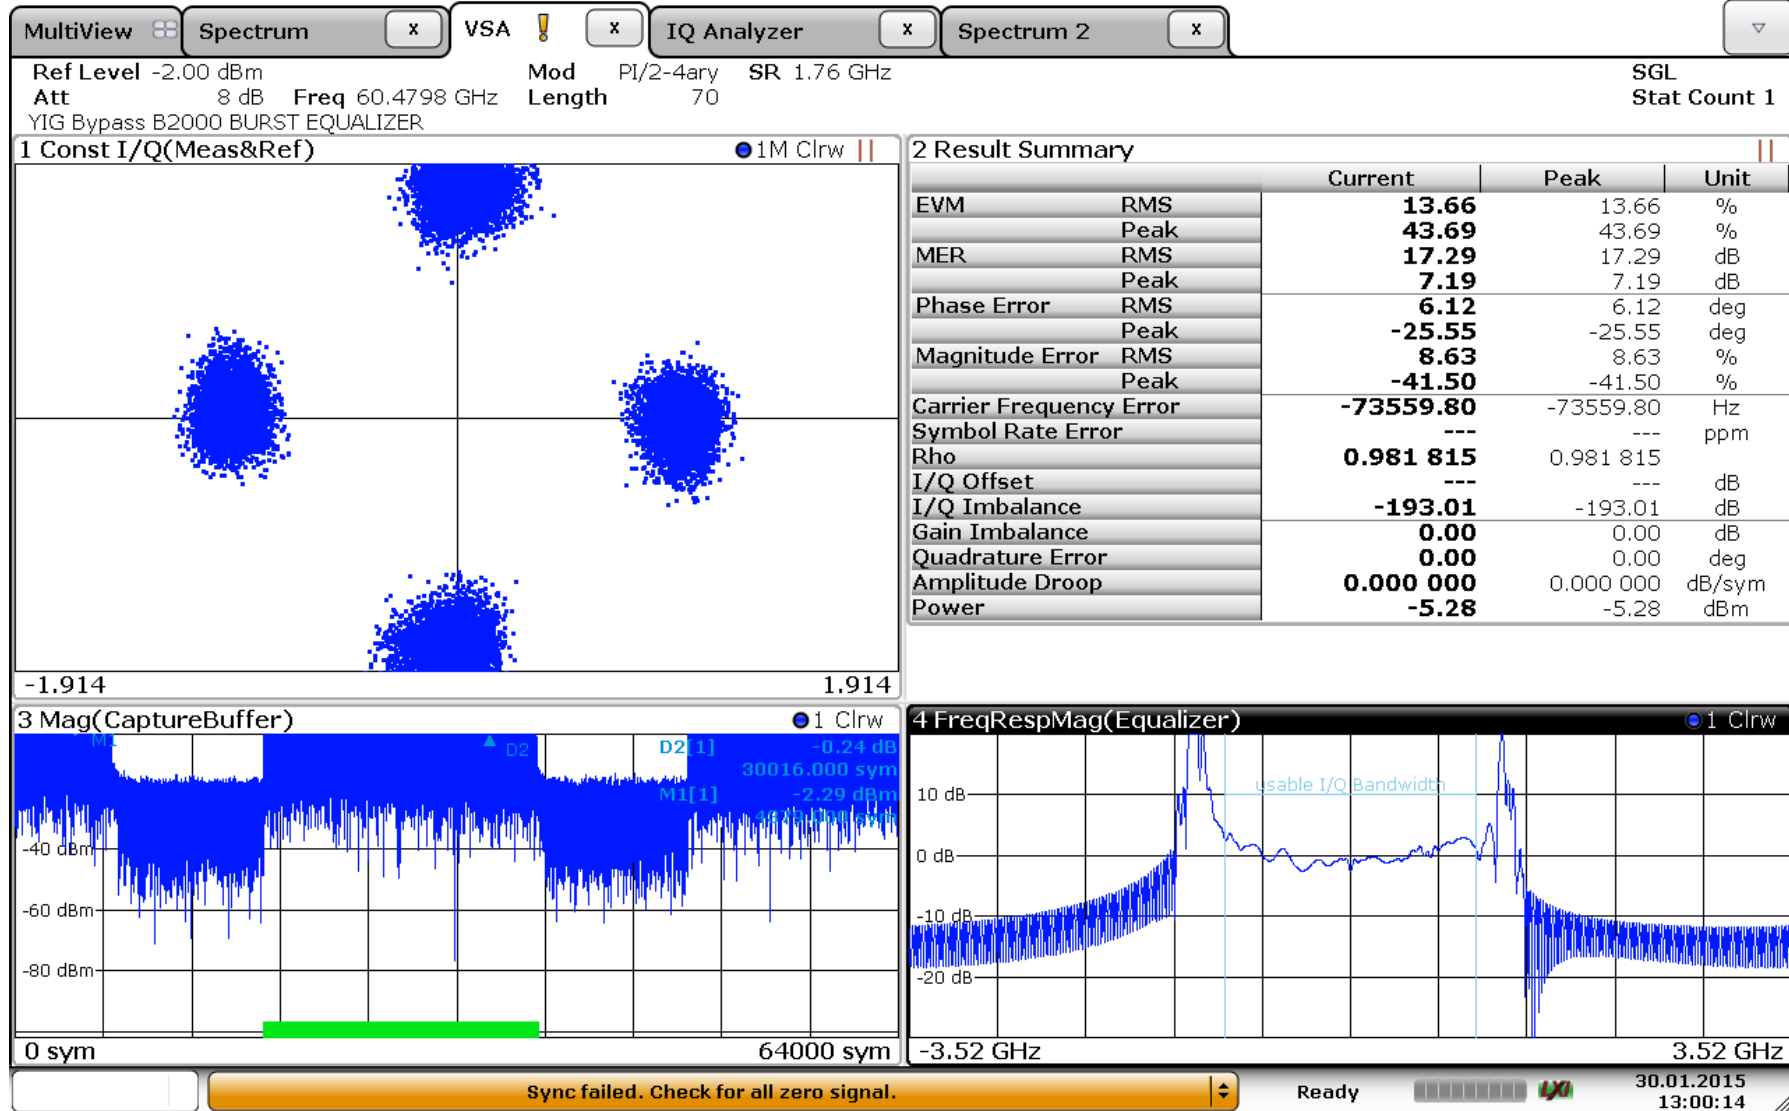 MultiView Spectrum x VSA x IQ Analyzer x Spectrum 2 x
Ref Level -2.00 dBm Mod PI/2-4ary SR 1.76 GHz SGL
Att 8 dB Freq 60.4798 GHz Length 70 Stat Count 1
YIG Bypass B2000 BURST EQUALIZER
1 Const I/Q(Meas&Ref) 1M Clrw
-1.914 1.914
2 Result Summary
Current Peak Unit
EVM RMS 13.66 13.66 %
Peak 43.69 43.69 %
MER RMS 17.29 17.29 dB
Peak 7.19 7.19 dB
Phase Error RMS 6.12 6.12 deg
Peak -25.55 -25.55 deg
Magnitude Error RMS 8.63 8.63 %
Peak -41.50 -41.50 %
Carrier Frequency Error -73559.80 -73559.80 Hz
Symbol Rate Error --- --- ppm
Rho 0.981 815 0.981 815
I/Q Offset --- --- dB
I/Q Imbalance -193.01 -193.01 dB
Gain Imbalance 0.00 0.00 dB
Quadrature Error 0.00 0.00 deg
Amplitude Droop 0.000 000 0.000 000 dB/sym
Power -5.28 -5.28 dBm
3 Mag(CaptureBuffer) 1 Clrw
M1 D2 D2[1] -0.24 dB
30016.000 sym
M1[1] -2.29 dBm
sym
-40 dBm
-60 dBm
-80 dBm
0 sym 64000 sym
4 FreqRespMag(Equalizer) 1 Clrw
usable I/Q Bandwidth
10 dB
0 dB
-10 dB
-20 dB
-3.52 GHz 3.52 GHz
Sync failed. Check for all zero signal. Ready LXI 30.01.2015
13:00:14